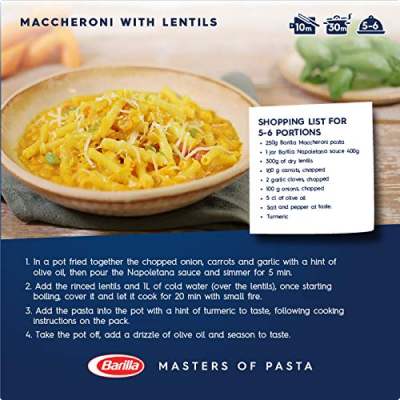 MACCHERONI WITH LENTILS
10m 30m 5-6
SHOPPING LIST FOR
5-6 PORTIONS
• 250g Barilla Maccheroni pasta
• 1 jar Barilla Napoletana sauce 400g
• 300g of dry lentils
• 100 g carrots, chopped
• 2 garlic cloves, chopped
• 100 g onions, chopped
• 5 cl of olive oil
• Salt and pepper at taste.
• Turmeric
1. In a pot fried together the chopped onion, carrots and garlic with a hint of
olive oil, then pour the Napoletana sauce and simmer for 5 min.
2. Add the rinced lentils and 1L of cold water (over the lentils), once starting
boiling, cover it and let it cook for 20 min with small fire.
3. Add the pasta into the pot with a hint of turmeric to taste, following cooking
instructions on the pack.
4. Take the pot off, add a drizzle of olive oil and season to taste.
Barilla MASTERS OF PASTA